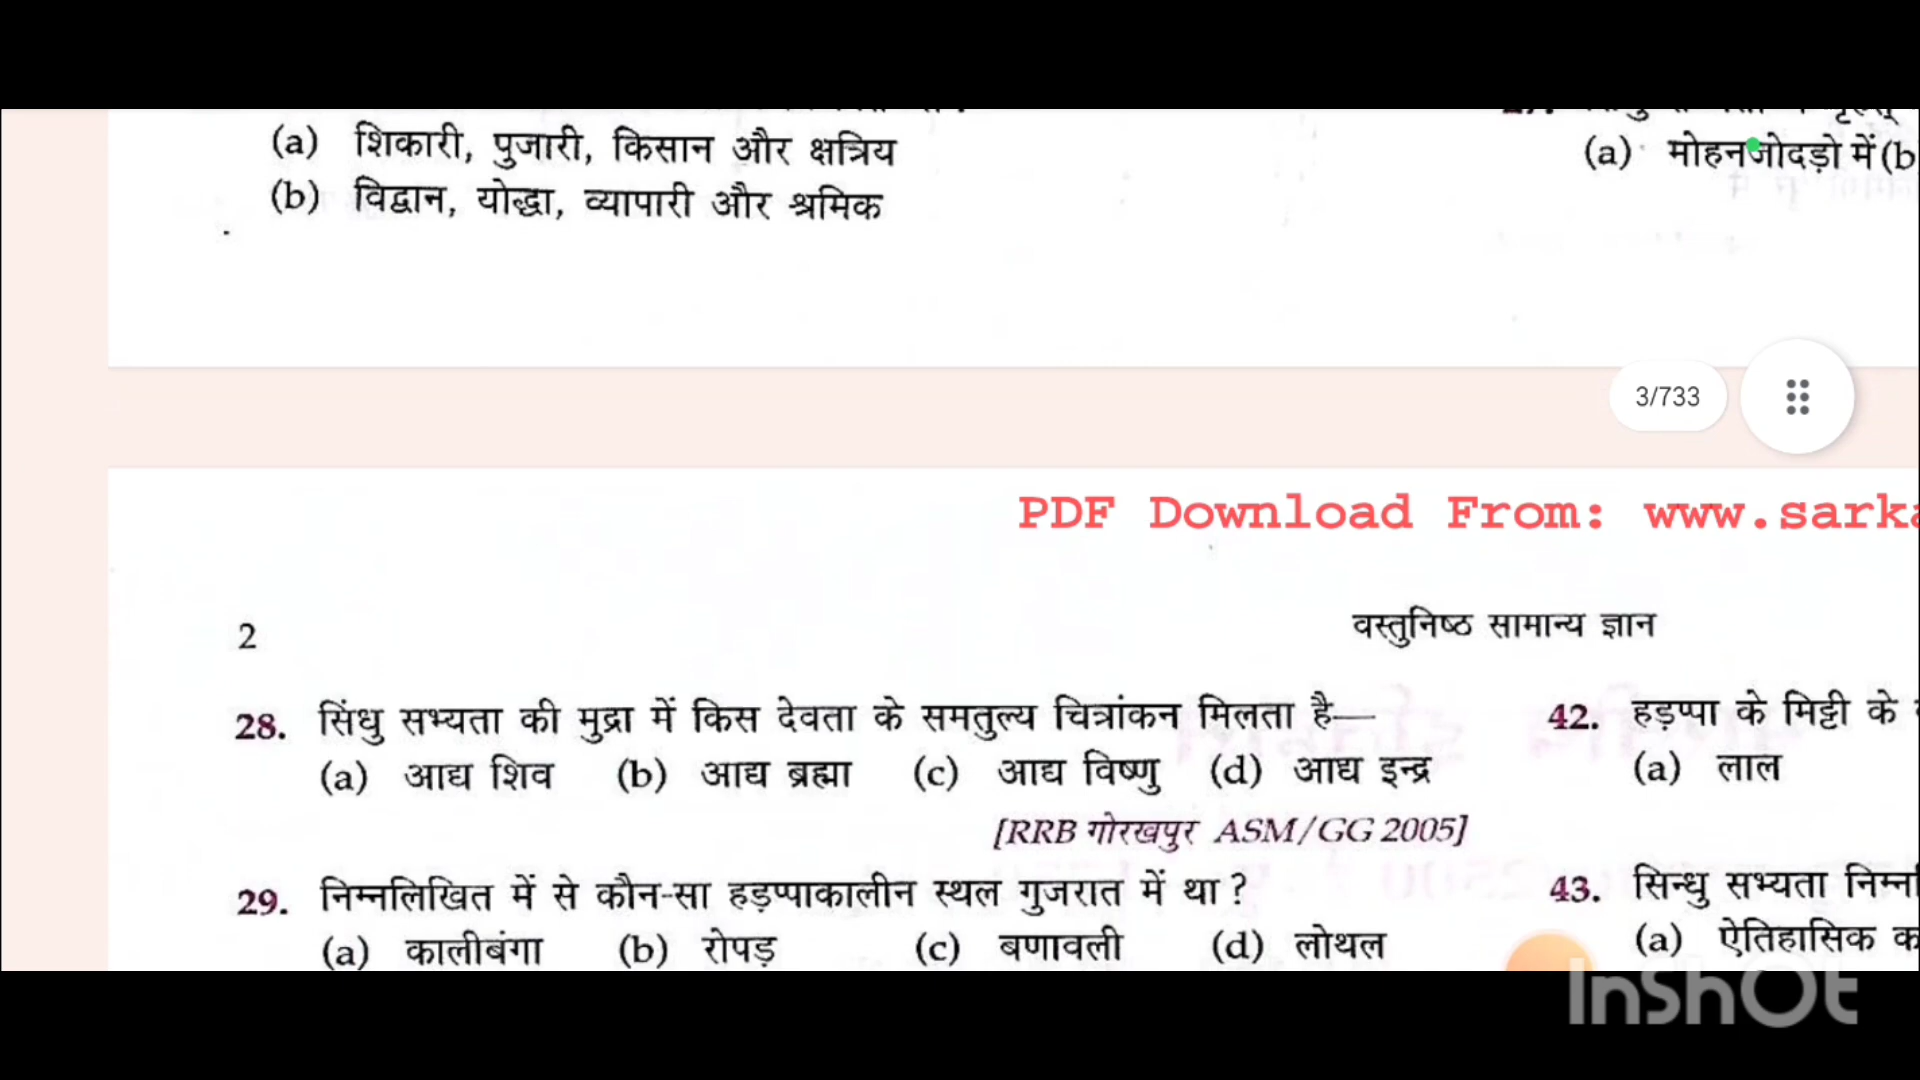 (a) शिकारी, पुजारी, किसान और क्षत्रिय
(b) विद्वान, योद्धा, व्यापारी और श्रमिक
(a) मोहनजोदड़ो में (b
3/733
PDF Download From: www.sarka
2
वस्तुनिष्ठ सामान्य ज्ञान
28. सिंधु सभ्यता की मुद्रा में किस देवता के समतुल्य चित्रांकन मिलता है—
(a) आद्य शिव (b) आद्य ब्रह्मा (c) आद्य विष्णु (d) आद्य इन्द्र
[RRB गोरखपुर ASM/GG 2005]
29. निम्नलिखित में से कौन-सा हड़प्पाकालीन स्थल गुजरात में था ?
(a) कालीबंगा (b) रोपड़ (c) बणावली (d) लोथल
42. हड़प्पा के मिट्टी के
(a) लाल
43. सिन्धु सभ्यता
(a) ऐतिहासिक
InShOt